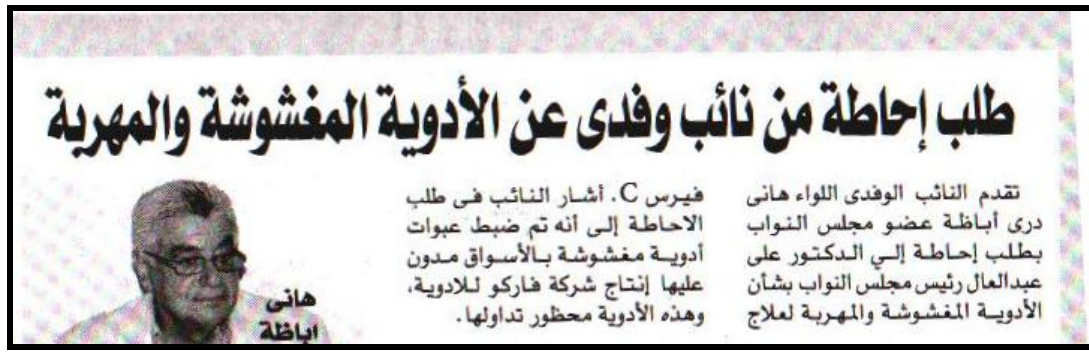 طلب إحاطة من نائب وفدى عن الأدوية المغشوشة والمهربة
تقدم النائب الوفدى اللواء هانى
درى أباظة عضو مجلس النواب
بطلب إحاطة إلي الدكتور على
عبدالعال رئيس مجلس النواب بشأن
الأدوية المغشوشة والمهربة لعلاج
فيرس C. أشار النائب فى طلب
الاحاطة إلى أنه تم ضبط عبوات
أدوية مغشوشة بالأسواق مدون
عليها إنتاج شركة فاركو للادوية،
وهذه الأدوية محظور تداولها.
هانى
اباظة